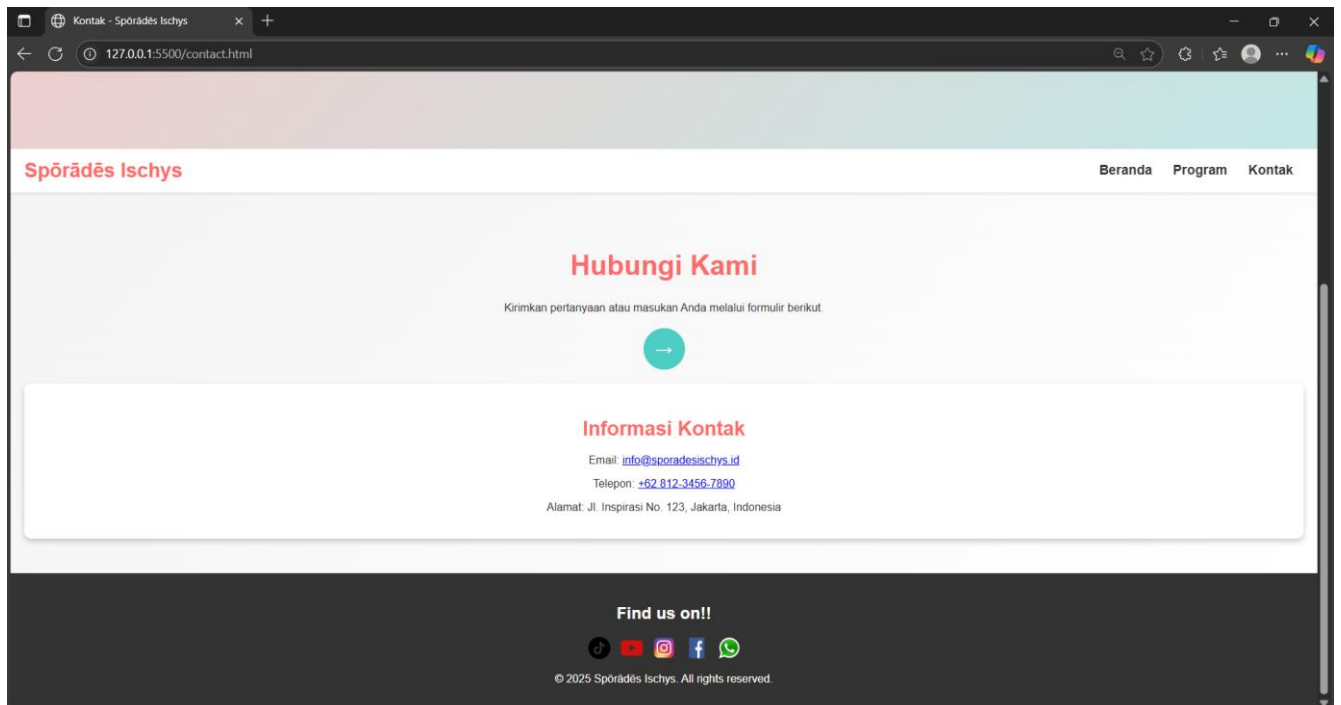 Kontak - Spōrādēs Ischys
127.0.0.1:5500/contact.html
Spōrādēs Ischys
Beranda Program Kontak
Hubungi Kami
Kirimkan pertanyaan atau masukan Anda melalui formulir berikut.
→
Informasi Kontak
Email: info@sporadesischys.id
Telepon: +62 812-3456-7890
Alamat: Jl. Inspirasi No. 123, Jakarta, Indonesia
Find us on!!
© 2025 Spōrādēs Ischys. All rights reserved.